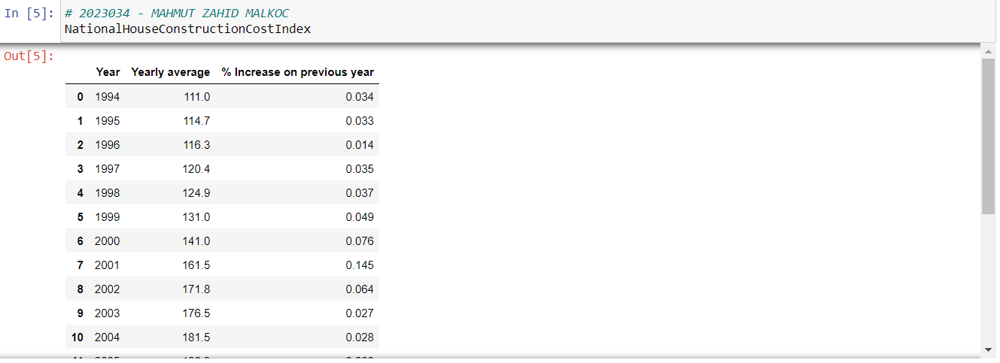 In [5]: # 2023034 - MAHMUT ZAHID MALKOC
NationalHouseConstructionCostIndex
Out[5]:
Year Yearly average % Increase on previous year
0 1994 111.0 0.034
1 1995 114.7 0.033
2 1996 116.3 0.014
3 1997 120.4 0.035
4 1998 124.9 0.037
5 1999 131.0 0.049
6 2000 141.0 0.076
7 2001 161.5 0.145
8 2002 171.8 0.064
9 2003 176.5 0.027
10 2004 181.5 0.028